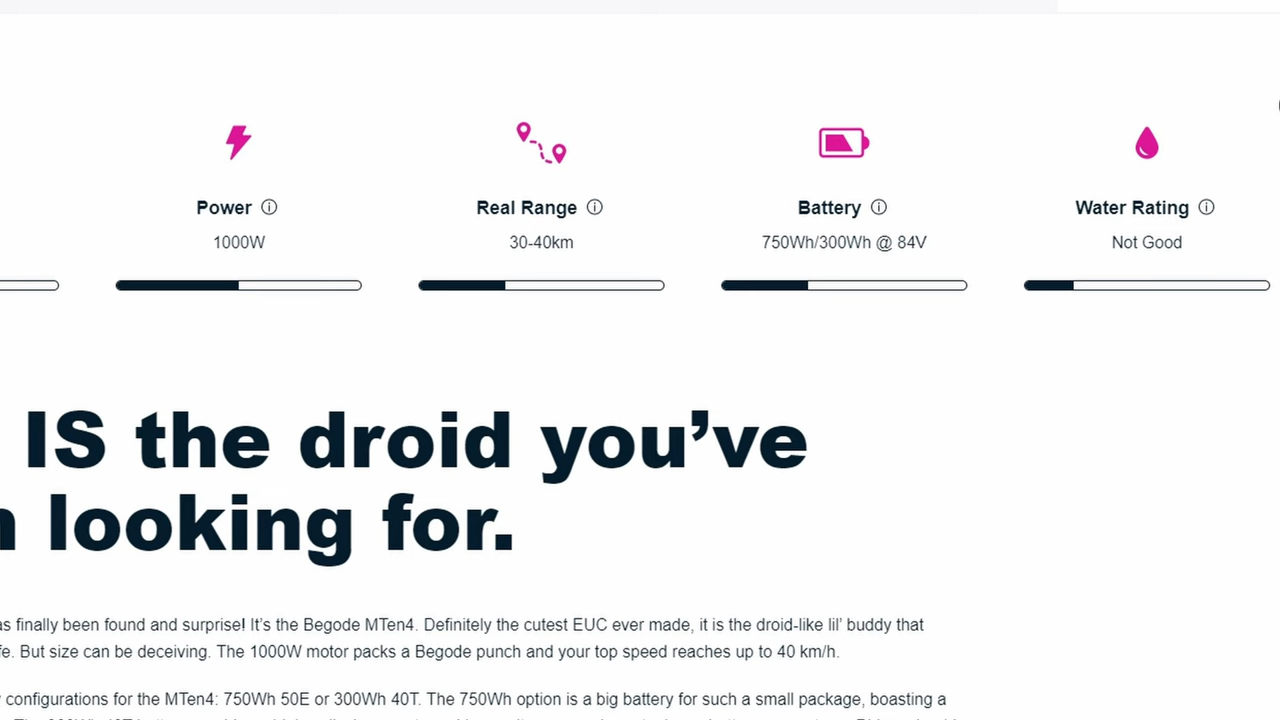 Power
1000W
Real Range
30-40km
Battery
750Wh/300Wh @ 84V
Water Rating
Not Good
IS the droid you’ve
looking for.
finally been found and surprise! It’s the Begode MTen4. Definitely the cutest EUC ever made, it is the droid-like lil’ buddy that
But size can be deceiving. The 1000W motor packs a Begode punch and your top speed reaches up to 40 km/h.
configurations for the MTen4: 750Wh 50E or 300Wh 40T. The 750Wh option is a big battery for such a small package, boasting a